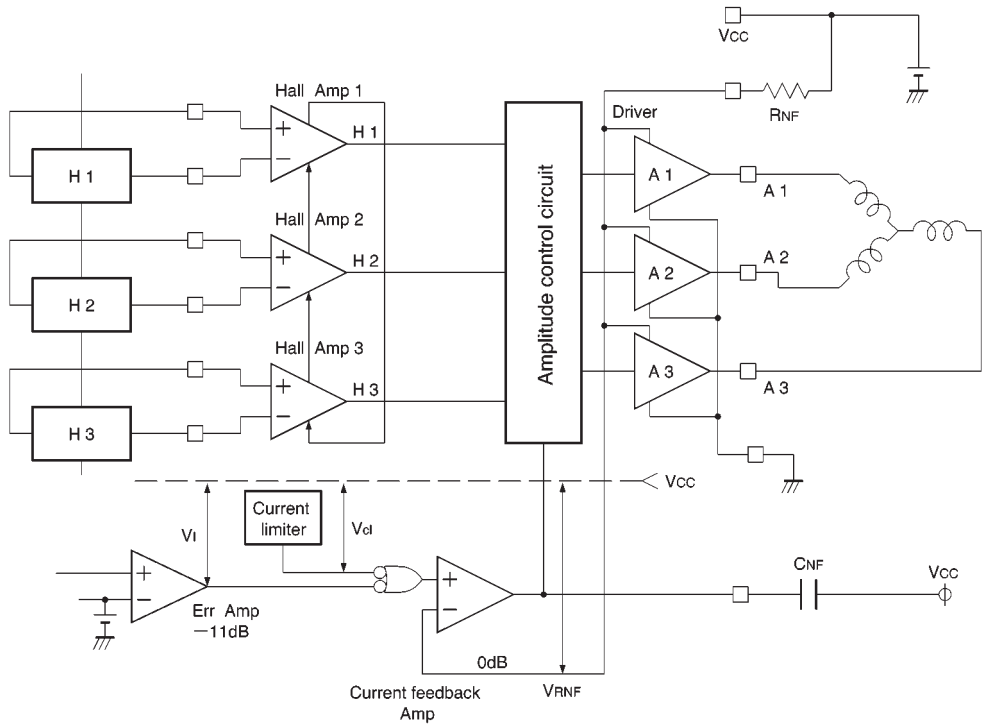 VCC
RNF
Hall Amp 1
Driver
H 1
H 1
A 1
A 1
Hall Amp 2
H 2
H 2
A 2
A 2
Hall Amp 3
H 3
H 3
A 3
A 3
Amplitude control circuit
+
−
+
−
+
−
VCC
VI
Current
limiter
Vcl
+
−
Err Amp
−11dB
+
−
0dB
VRNF
Current feedback
Amp
CNF
VCC